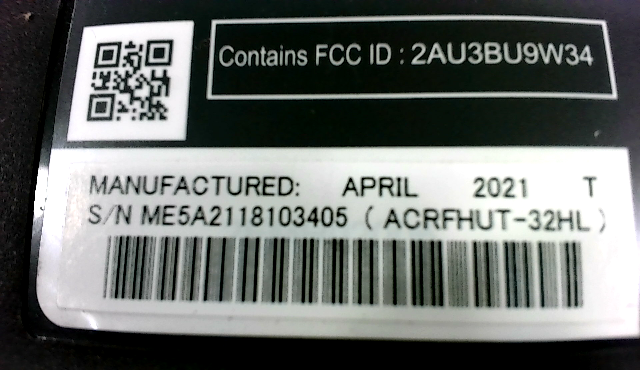 Contains FCC ID : 2AU3BU9W34
MANUFACTURED: APRIL 2021 T
S/N ME5A2118103405 ( ACRFHUT-32HL )